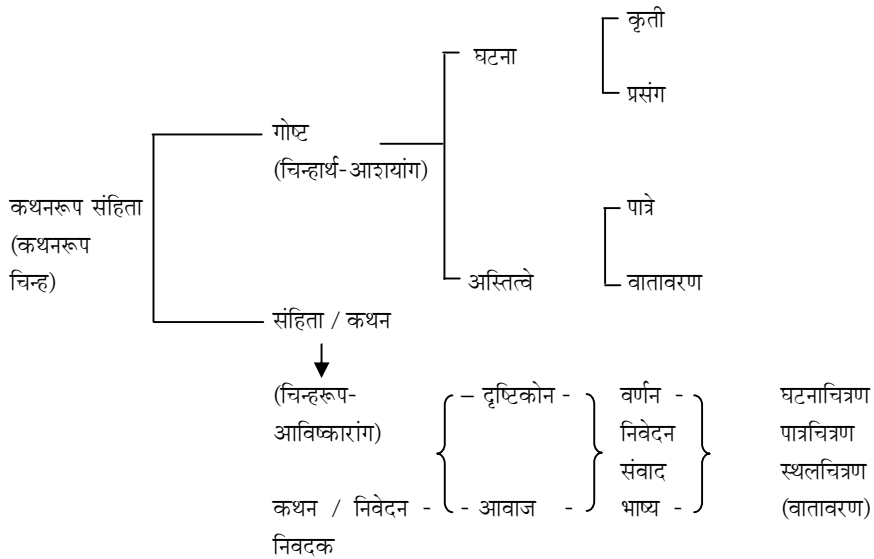 कृती
घटना
प्रसंग
गोष्ट
(चिन्हार्थ-आशयांग)
कथनरूप संहिता
(कथनरूप
चिन्ह)
पात्रे
अस्तित्वे
वातावरण
संहिता / कथन
(चिन्हरूप- – दृष्टिकोन - वर्णन - घटनाचित्रण
आविष्कारांग) निवेदन पात्रचित्रण
संवाद स्थलचित्रण
कथन / निवेदन - - आवाज - भाष्य - (वातावरण)
निवदक